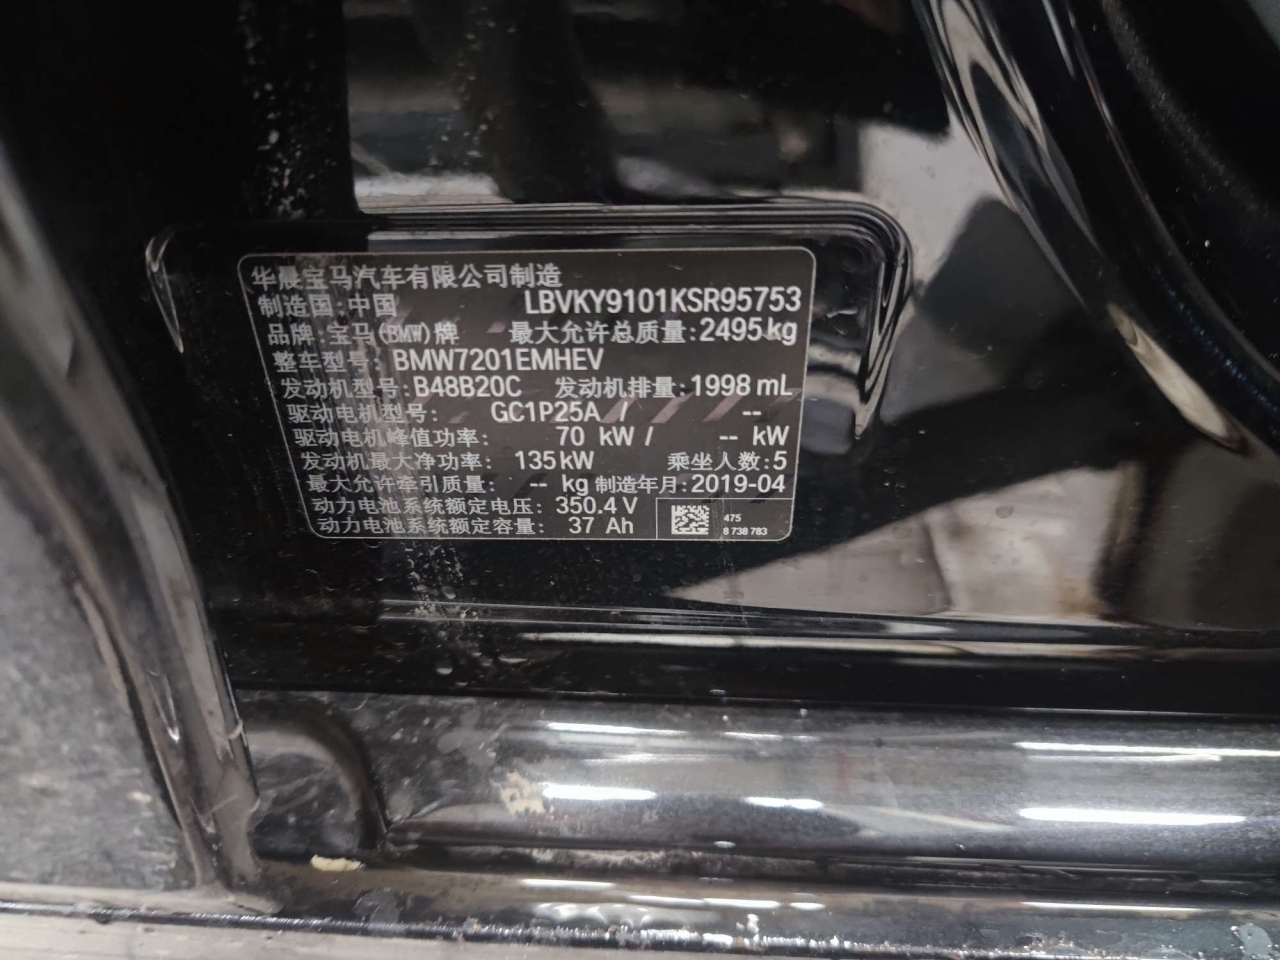 华晨宝马汽车有限公司制造
制造国:中国 LBVKY9101KSR95753
品牌:宝马(BMW)牌 最大允许总质量:2495kg
整车型号:BMW7201EMHEV
发动机型号:B48B20C 发动机排量:1998 mL
驱动电机型号: GC1P25A / --
驱动电机峰值功率: 70 kW / -- kW
发动机最大净功率: 135kW 乘坐人数:5
最大允许牵引质量: -- kg 制造年月:2019-04
动力电池系统额定电压: 350.4 V
动力电池系统额定容量: 37 Ah
475
8 738 783